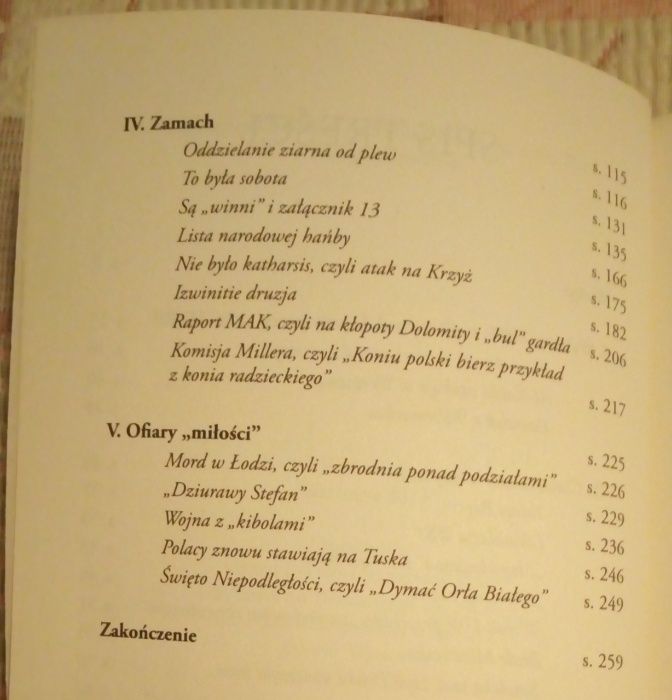 IV. Zamach s. 115
Oddzielanie ziarna od plew s. 116
To była sobota s. 131
Są „winni” i załącznik 13 s. 135
Lista narodowej hańby s. 166
Nie było katharsis, czyli atak na Krzyż s. 175
Izwinitie druzja s. 182
Raport MAK, czyli na kłopoty Dolomity i „bul” gardła s. 206
Komisja Millera, czyli „Koniu polski bierz przykład
z konia radzieckiego” s. 217
V. Ofiary „miłości” s. 225
Mord w Łodzi, czyli „zbrodnia ponad podziałami” s. 226
„Dziurawy Stefan” s. 229
Wojna z „kibolami” s. 236
Polacy znowu stawiają na Tuska s. 246
Święto Niepodległości, czyli „Dymać Orła Białego” s. 249
Zakończenie s. 259